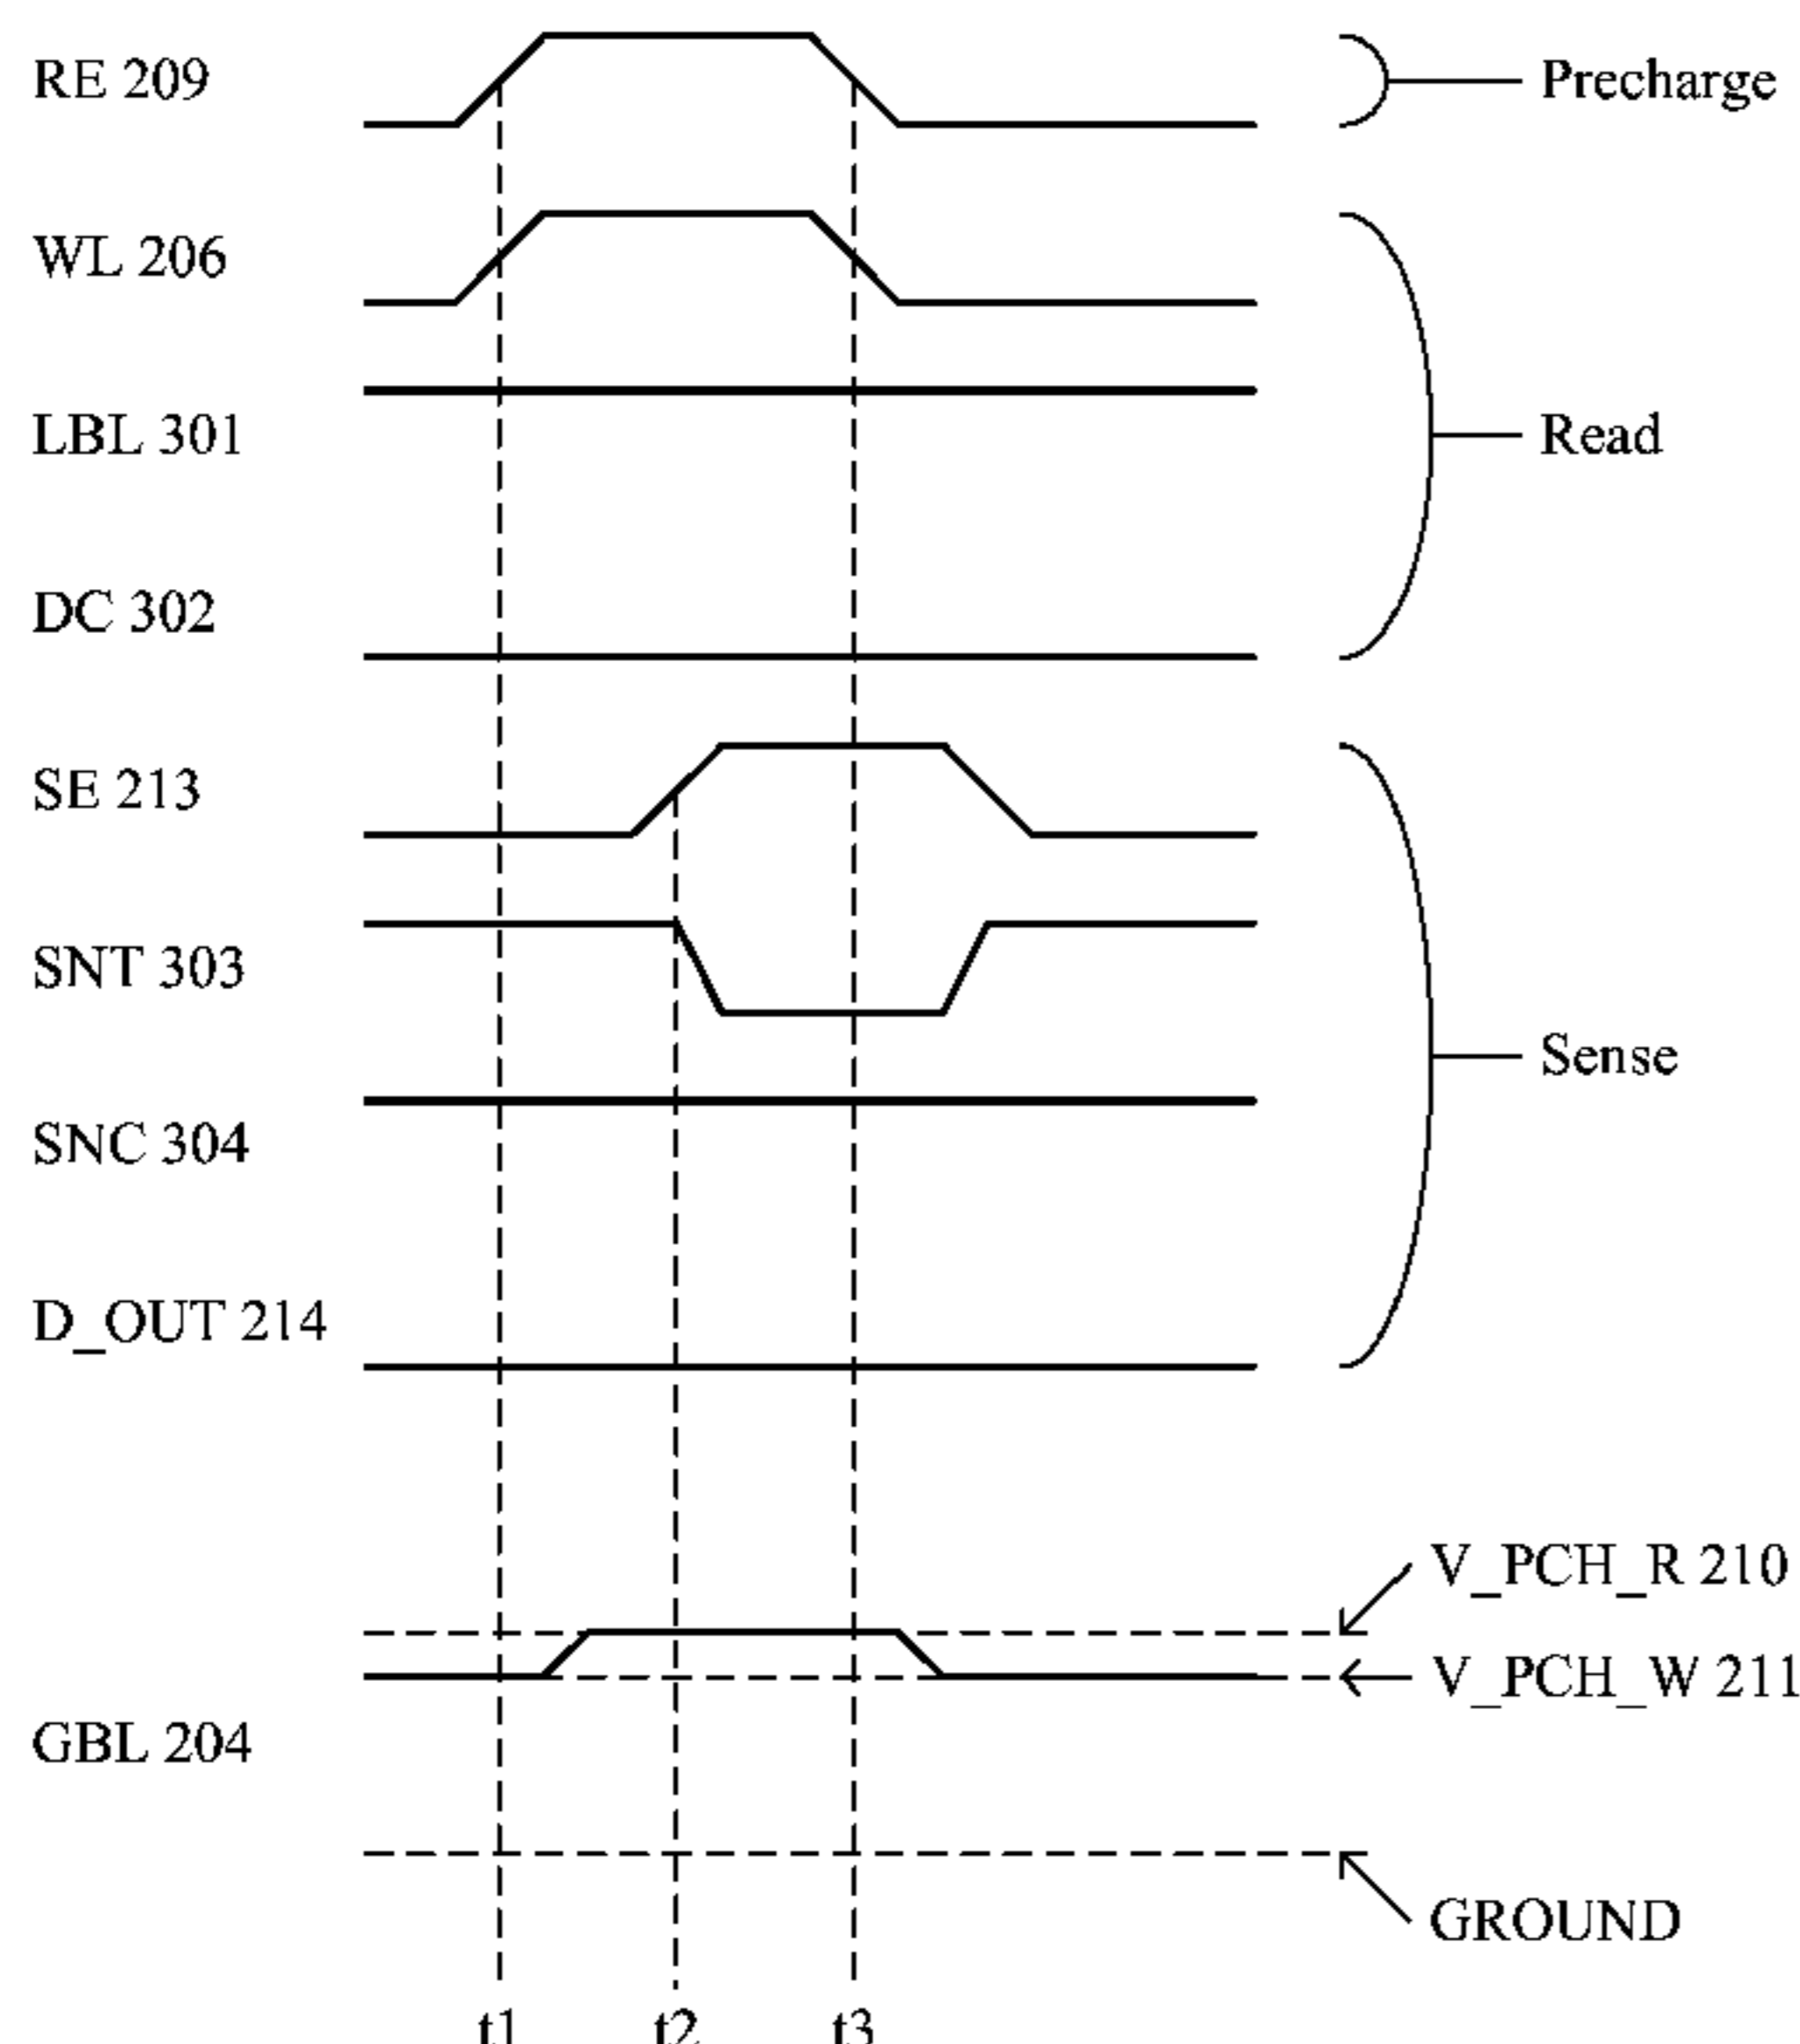 RE 209
Precharge
WL 206
LBL 301
Read
DC 302
SE 213
SNT 303
Sense
SNC 304
D_OUT 214
V_PCH_R 210
V_PCH_W 211
GBL 204
GROUND
t1 t2 t3